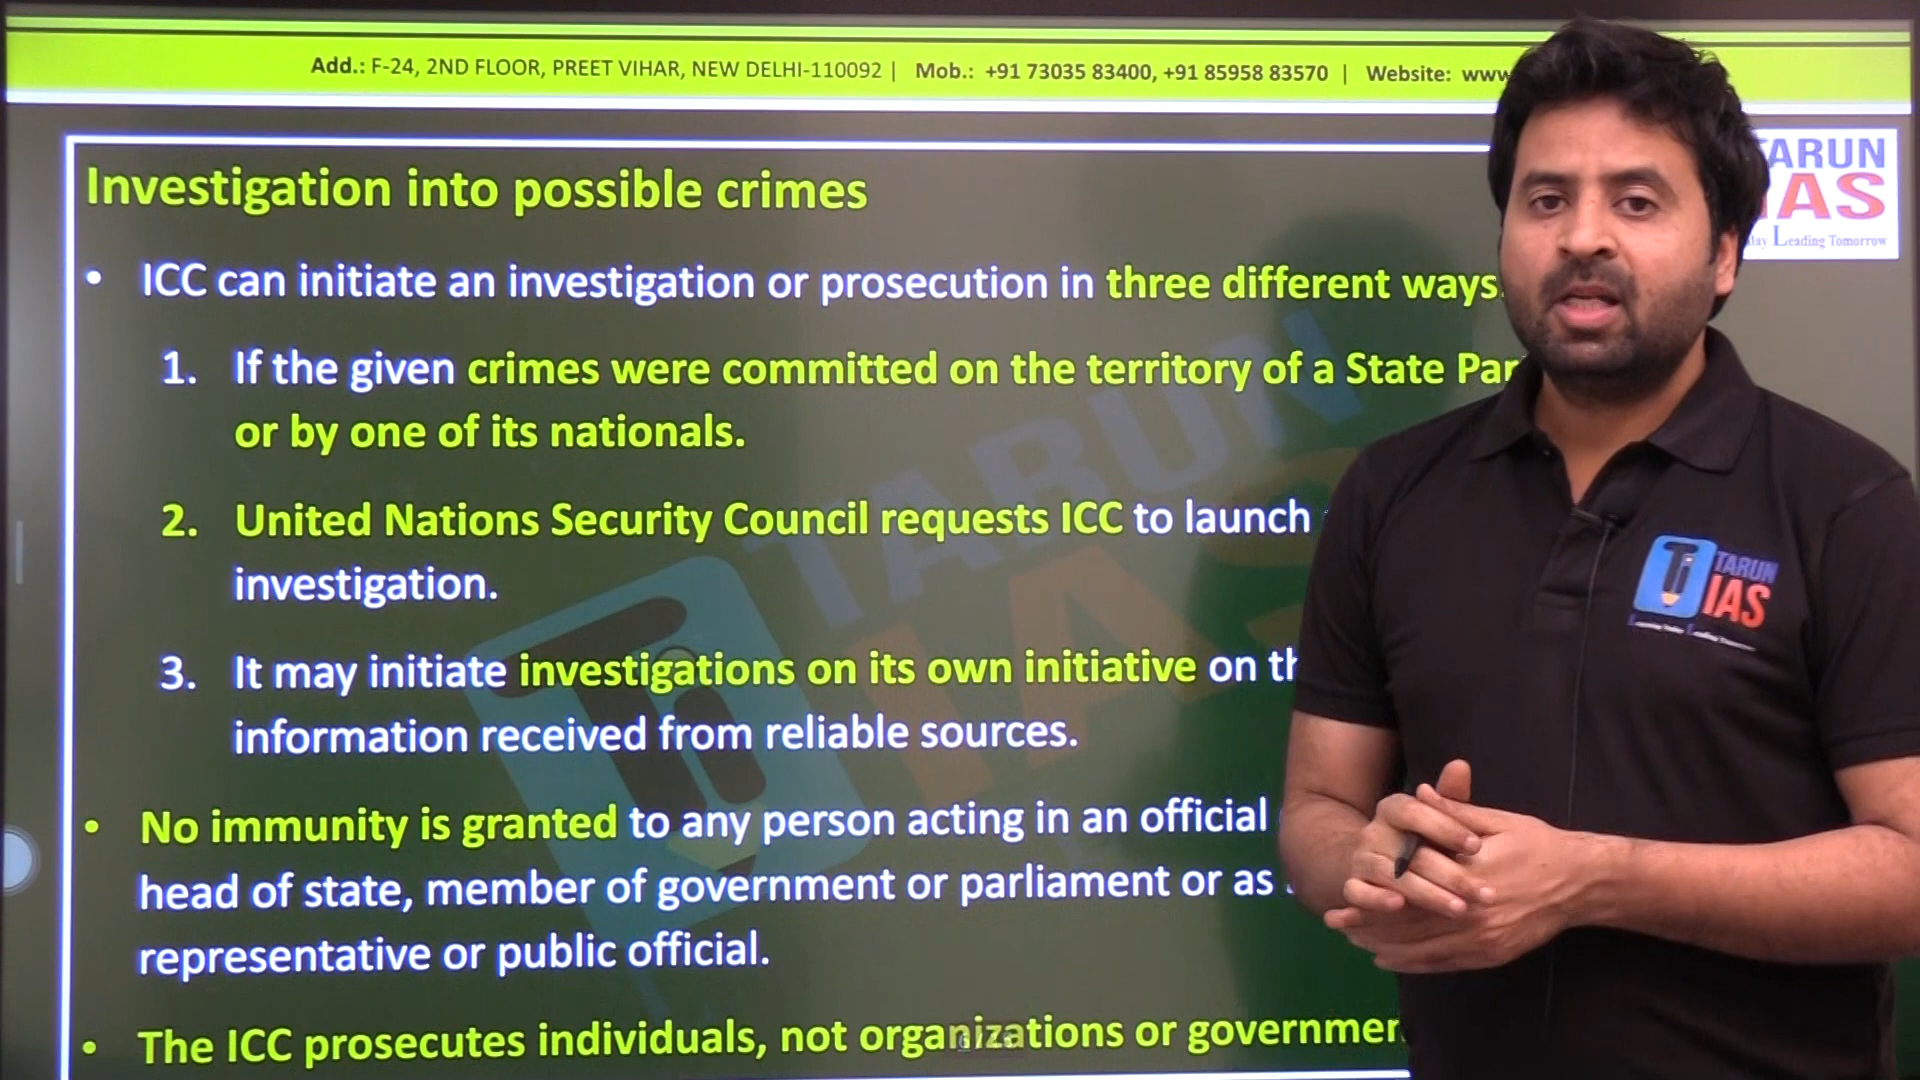 Add.: F-24, 2ND FLOOR, PREET VIHAR, NEW DELHI-110092 | Mob.: +91 73035 83400, +91 85958 83570 | Website: www
TARUN
IAS
Leading Tomorrow
Investigation into possible crimes
• ICC can initiate an investigation or prosecution in three different ways
1. If the given crimes were committed on the territory of a State Par
or by one of its nationals.
2. United Nations Security Council requests ICC to launch
investigation.
3. It may initiate investigations on its own initiative on th
information received from reliable sources.
• No immunity is granted to any person acting in an official
head of state, member of government or parliament or as
representative or public official.
• The ICC prosecutes individuals, not organizations or governmen
TARUN
IAS
TARUN
IAS